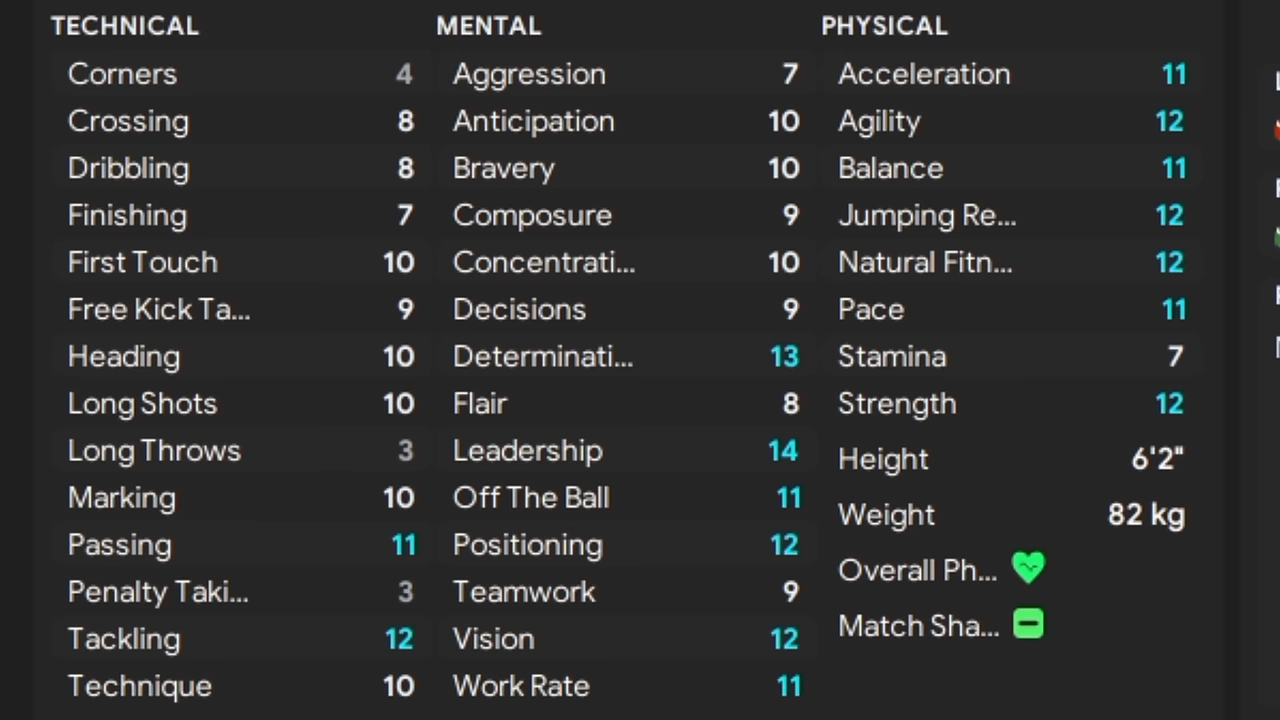 TECHNICAL
Corners 4
Crossing 8
Dribbling 8
Finishing 7
First Touch 10
Free Kick Ta... 9
Heading 10
Long Shots 10
Long Throws 3
Marking 10
Passing 11
Penalty Taki... 3
Tackling 12
Technique 10
MENTAL
Aggression 7
Anticipation 10
Bravery 10
Composure 9
Concentrati... 10
Decisions 9
Determinati... 13
Flair 8
Leadership 14
Off The Ball 11
Positioning 12
Teamwork 9
Vision 12
Work Rate 11
PHYSICAL
Acceleration 11
Agility 12
Balance 11
Jumping Re... 12
Natural Fitn... 12
Pace 11
Stamina 7
Strength 12
Height 6'2"
Weight 82 kg
Overall Ph...
Match Sha...